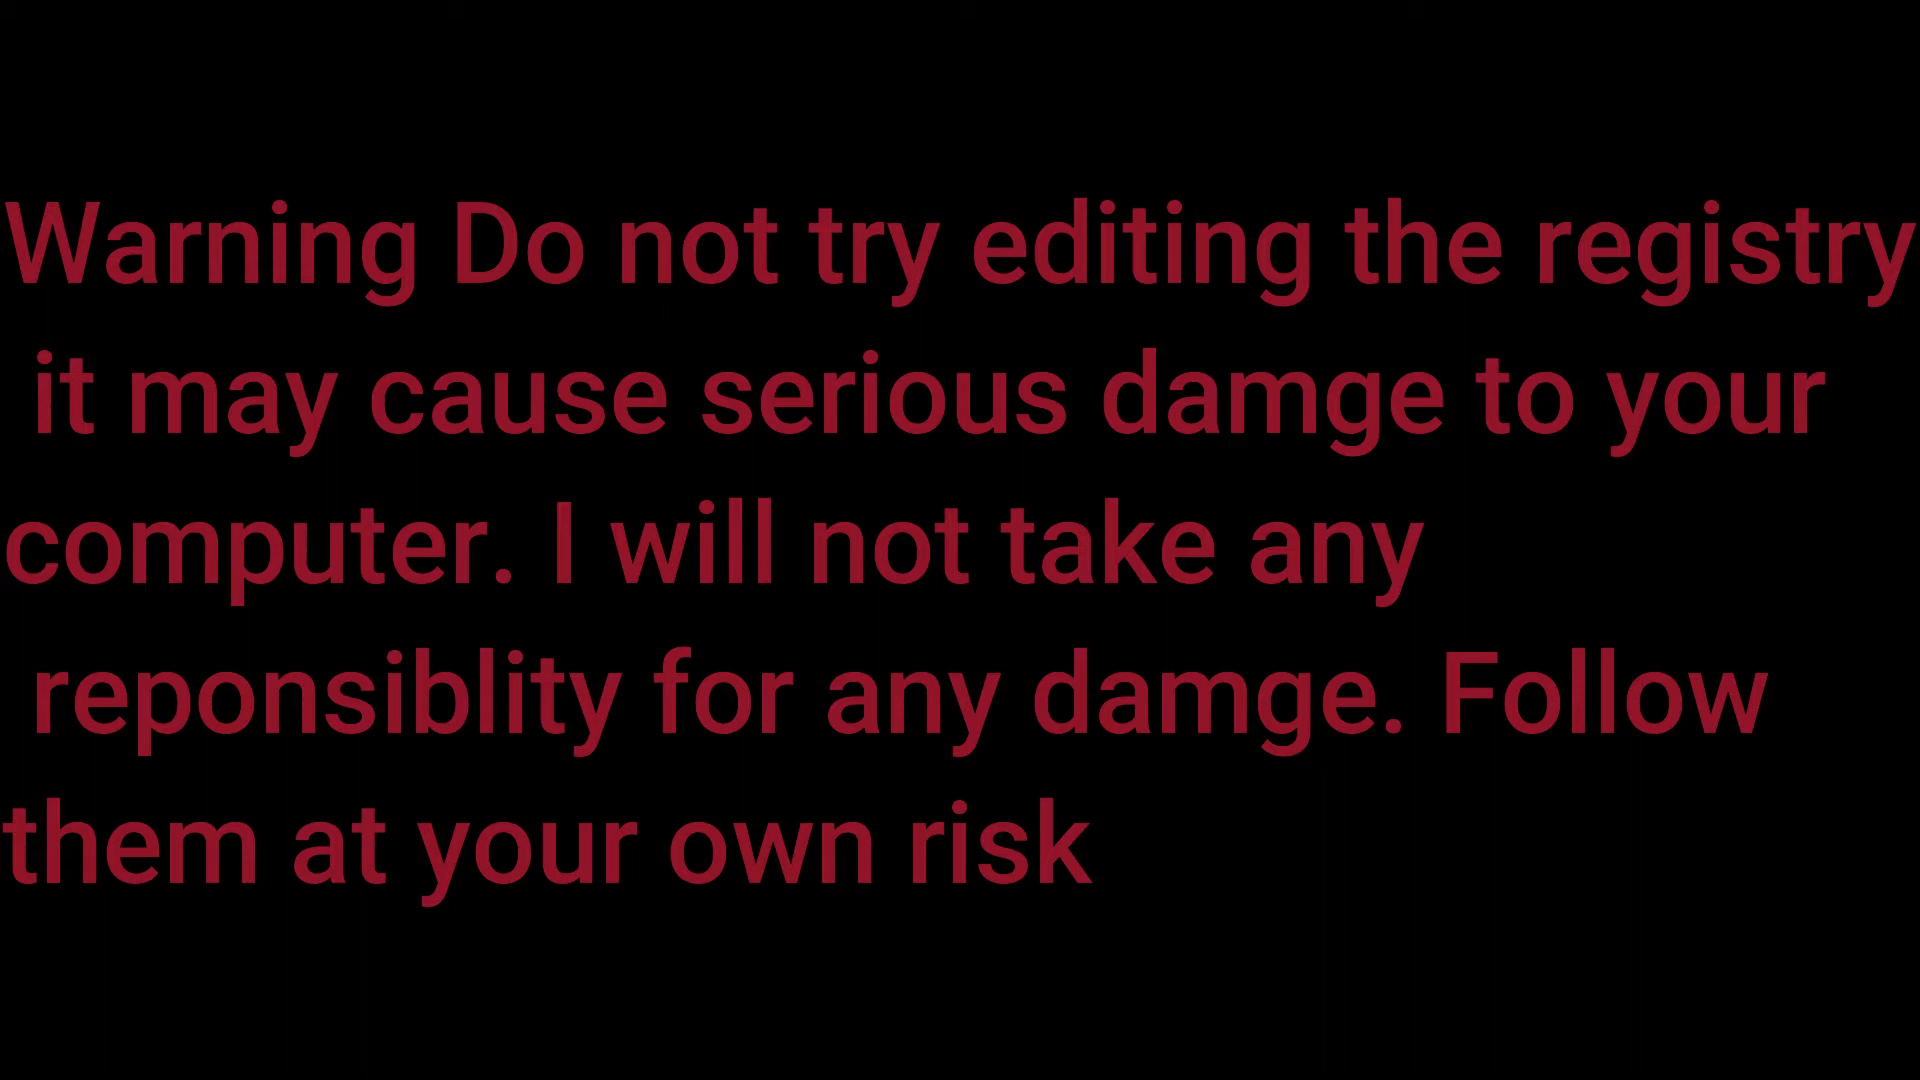 Warning Do not try editing the registry
it may cause serious damge to your
computer. I will not take any
reponsiblity for any damge. Follow
them at your own risk